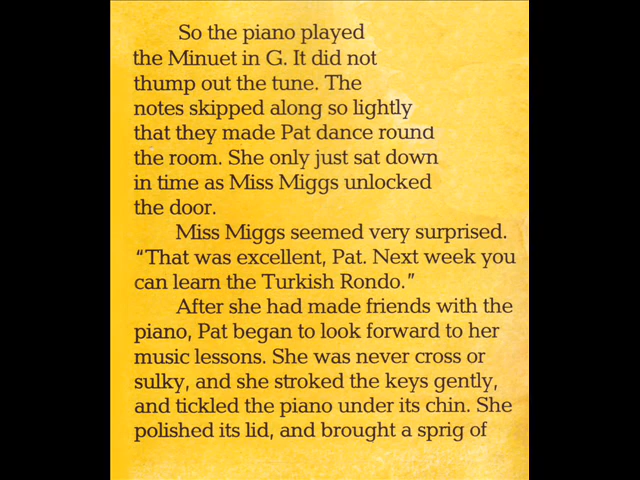 So the piano played
the Minuet in G. It did not
thump out the tune. The
notes skipped along so lightly
that they made Pat dance round
the room. She only just sat down
in time as Miss Miggs unlocked
the door.
Miss Miggs seemed very surprised.
“That was excellent, Pat. Next week you
can learn the Turkish Rondo.”
After she had made friends with the
piano, Pat began to look forward to her
music lessons. She was never cross or
sulky, and she stroked the keys gently,
and tickled the piano under its chin. She
polished its lid, and brought a sprig of